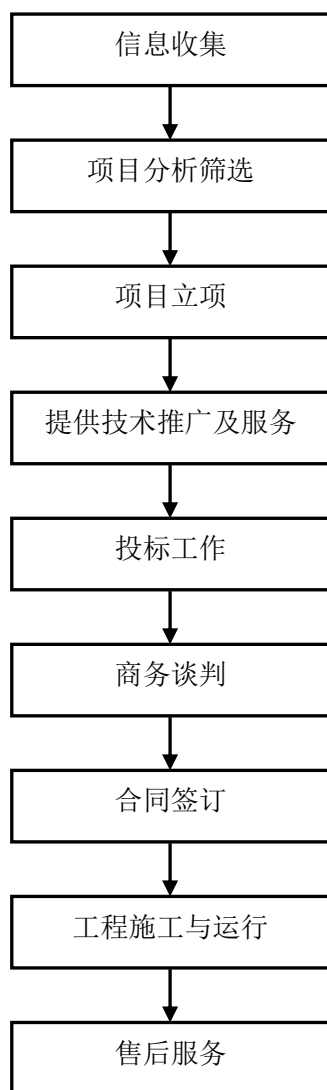 信息收集
项目分析筛选
项目立项
提供技术推广及服务
投标工作
商务谈判
合同签订
工程施工与运行
售后服务